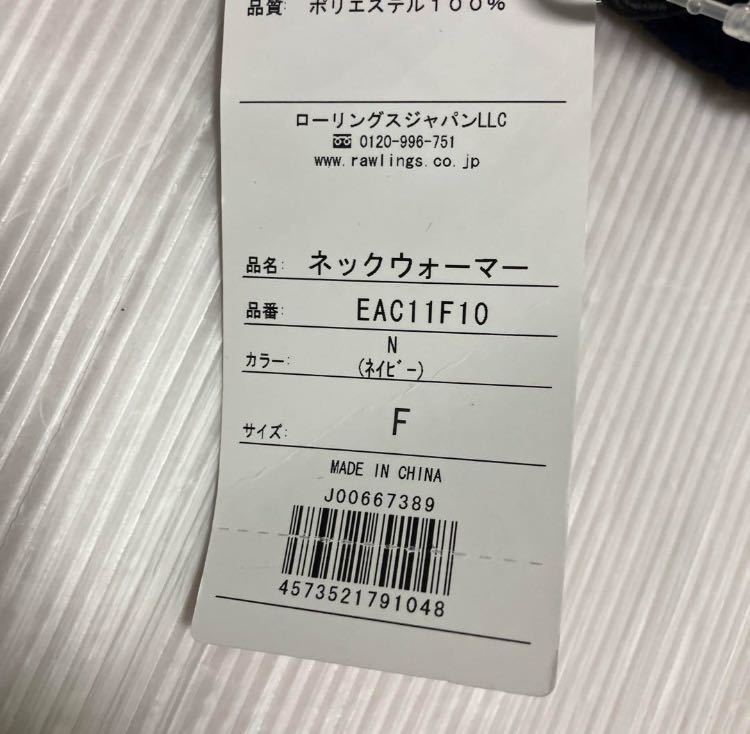 品質: ポリエステル100%
ローリングスジャパンLLC
0120-996-751
www.rawlings.co.jp
品名: ネックウォーマー
品番: EAC11F10
カラー: N
(ネイビー)
サイズ: F
MADE IN CHINA
J00667389
4573521791048